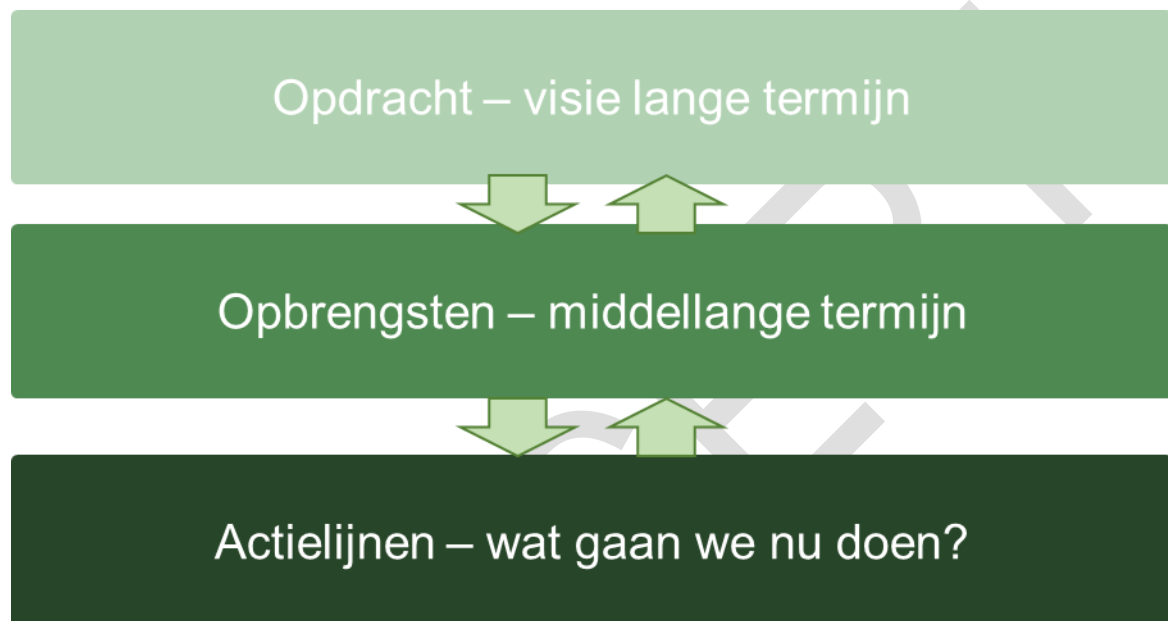 Opdracht – visie lange termijn
Opbrengsten – middellange termijn
Actielijnen – wat gaan we nu doen?